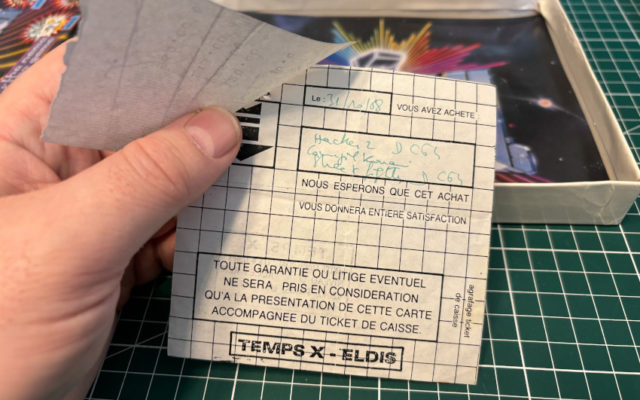 Le: 31/10/88
VOUS AVEZ ACHETE
Hacker 2 D C64
D C64
NOUS ESPERONS QUE CET ACHAT
VOUS DONNERA ENTIERE SATISFACTION
TOUTE GARANTIE OU LITIGE EVENTUEL
NE SERA PRIS EN CONSIDERATION
QU'A LA PRESENTATION DE CETTE CARTE
ACCOMPAGNEE DU TICKET DE CAISSE.
agrafage ticket
de caisse
TEMPS X - ELDIS